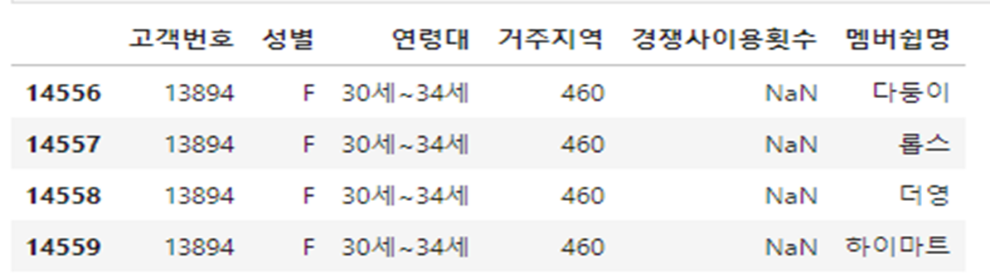 고객번호 성별 연령대 거주지역 경쟁사이용횟수 멤버쉽명
14556 13894 F 30세~34세 460 NaN 다둥이
14557 13894 F 30세~34세 460 NaN 롭스
14558 13894 F 30세~34세 460 NaN 더영
14559 13894 F 30세~34세 460 NaN 하이마트